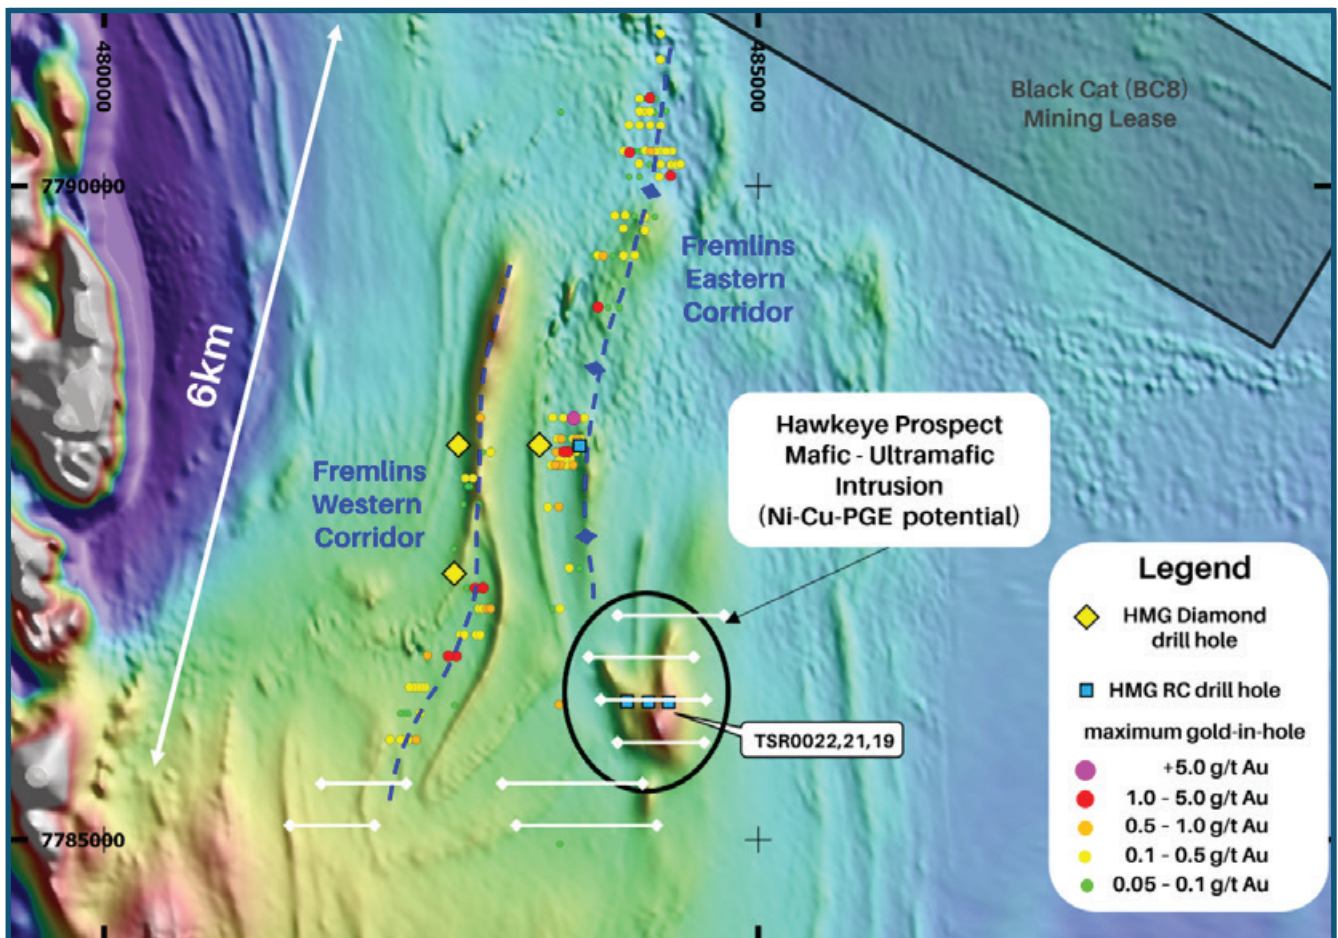 480000
485000
Black Cat (BC8)
Mining Lease
7790000
Fremlins
Eastern
Corridor
6km
Hawkeye Prospect
Mafic - Ultramafic
Intrusion
(Ni-Cu-PGE potential)
Fremlins
Western
Corridor
Legend
HMG Diamond
drill hole
HMG RC drill hole
maximum gold-in-hole
+5.0 g/t Au
1.0 - 5.0 g/t Au
0.5 - 1.0 g/t Au
0.1 - 0.5 g/t Au
0.05 - 0.1 g/t Au
TSR0022,21,19
7785000